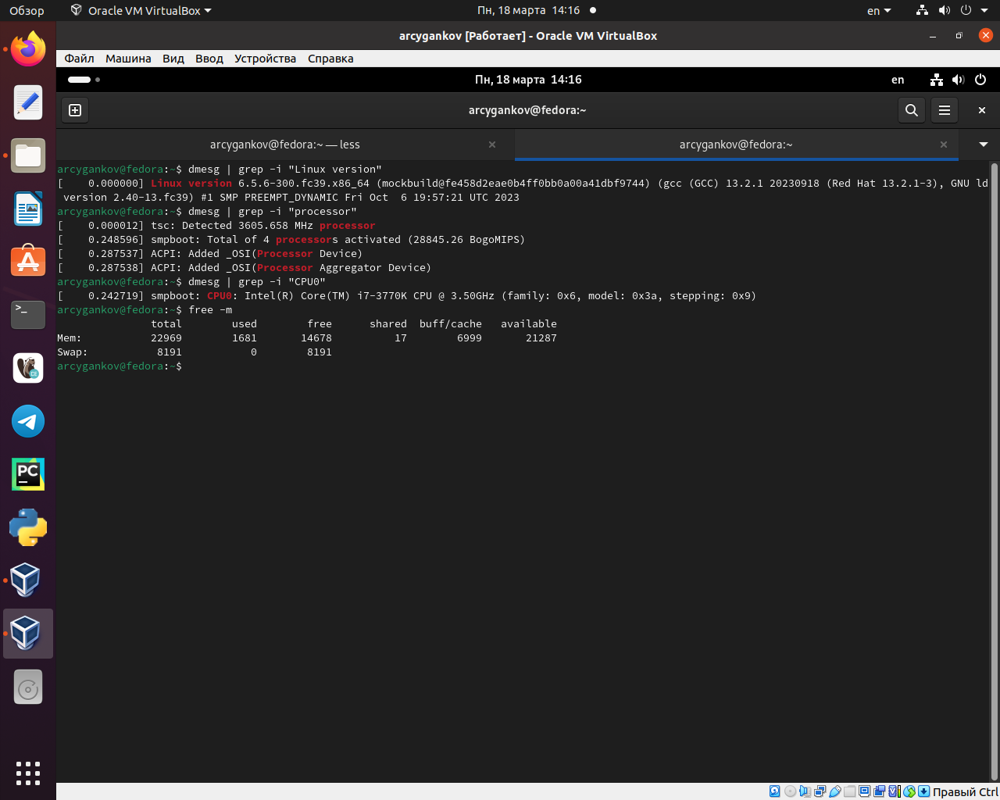 Обзор Oracle VM VirtualBox Пн, 18 марта 14:16 en
arcygankov [Работает] - Oracle VM VirtualBox
Файл Машина Вид Ввод Устройства Справка
Пн, 18 марта 14:16 en
arcygankov@fedora:~
arcygankov@fedora:~ — less arcygankov@fedora:~
arcygankov@fedora:~$ dmesg | grep -i "Linux version"
[    0.000000] Linux version 6.5.6-300.fc39.x86_64 (mockbuild@fe458d2eae0b4ff0bb0a00a41dbf9744) (gcc (GCC) 13.2.1 20230918 (Red Hat 13.2.1-3), GNU ld
 version 2.40-13.fc39) #1 SMP PREEMPT_DYNAMIC Fri Oct  6 19:57:21 UTC 2023
arcygankov@fedora:~$ dmesg | grep -i "processor"
[    0.000012] tsc: Detected 3605.658 MHz processor
[    0.248596] smpboot: Total of 4 processors activated (28845.26 BogoMIPS)
[    0.287537] ACPI: Added _OSI(Processor Device)
[    0.287538] ACPI: Added _OSI(Processor Aggregator Device)
arcygankov@fedora:~$ dmesg | grep -i "CPU0"
[    0.242719] smpboot: CPU0: Intel(R) Core(TM) i7-3770K CPU @ 3.50GHz (family: 0x6, model: 0x3a, stepping: 0x9)
arcygankov@fedora:~$ free -m
               total        used        free      shared  buff/cache   available
Mem:           22969        1681       14678          17        6999       21287
Swap:           8191           0        8191
arcygankov@fedora:~$
>_
CE
PC
Правый Ctrl